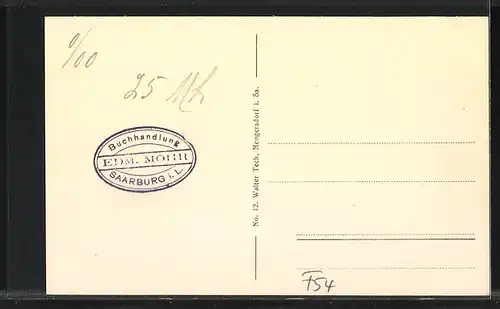 %00
25 Mk
Buchhandlung
EDM. MOHR
SAARBURG i. L.
No. 12. Walter Tech, Neugersdorf i. Sa.
F54